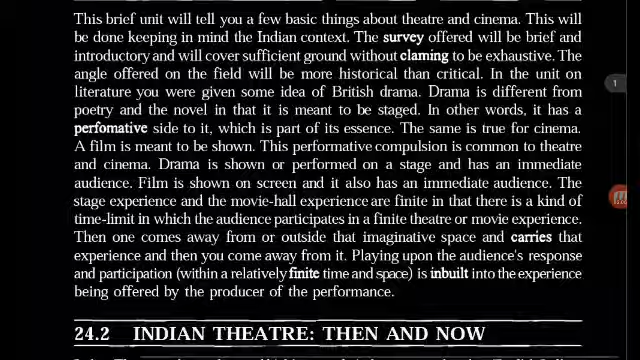 This brief unit will tell you a few basic things about theatre and cinema. This will
be done keeping in mind the Indian context. The survey offered will be brief and
introductory and will cover sufficient ground without claming to be exhaustive. The
angle offered on the field will be more historical than critical. In the unit on
literature you were given some idea of British drama. Drama is different from
poetry and the novel in that it is meant to be staged. In other words, it has a
perfomative side to it, which is part of its essence. The same is true for cinema.
A film is meant to be shown. This performative compulsion is common to theatre
and cinema. Drama is shown or performed on a stage and has an immediate
audience. Film is shown on screen and it also has an immediate audience. The
stage experience and the movie-hall experience are finite in that there is a kind of
time-limit in which the audience participates in a finite theatre or movie experience.
Then one comes away from or outside that imaginative space and carries that
experience and then you come away from it. Playing upon the audience's response
and participation (within a relatively finite time and space) is inbuilt into the experience
being offered by the producer of the performance.
24.2 INDIAN THEATRE: THEN AND NOW
1